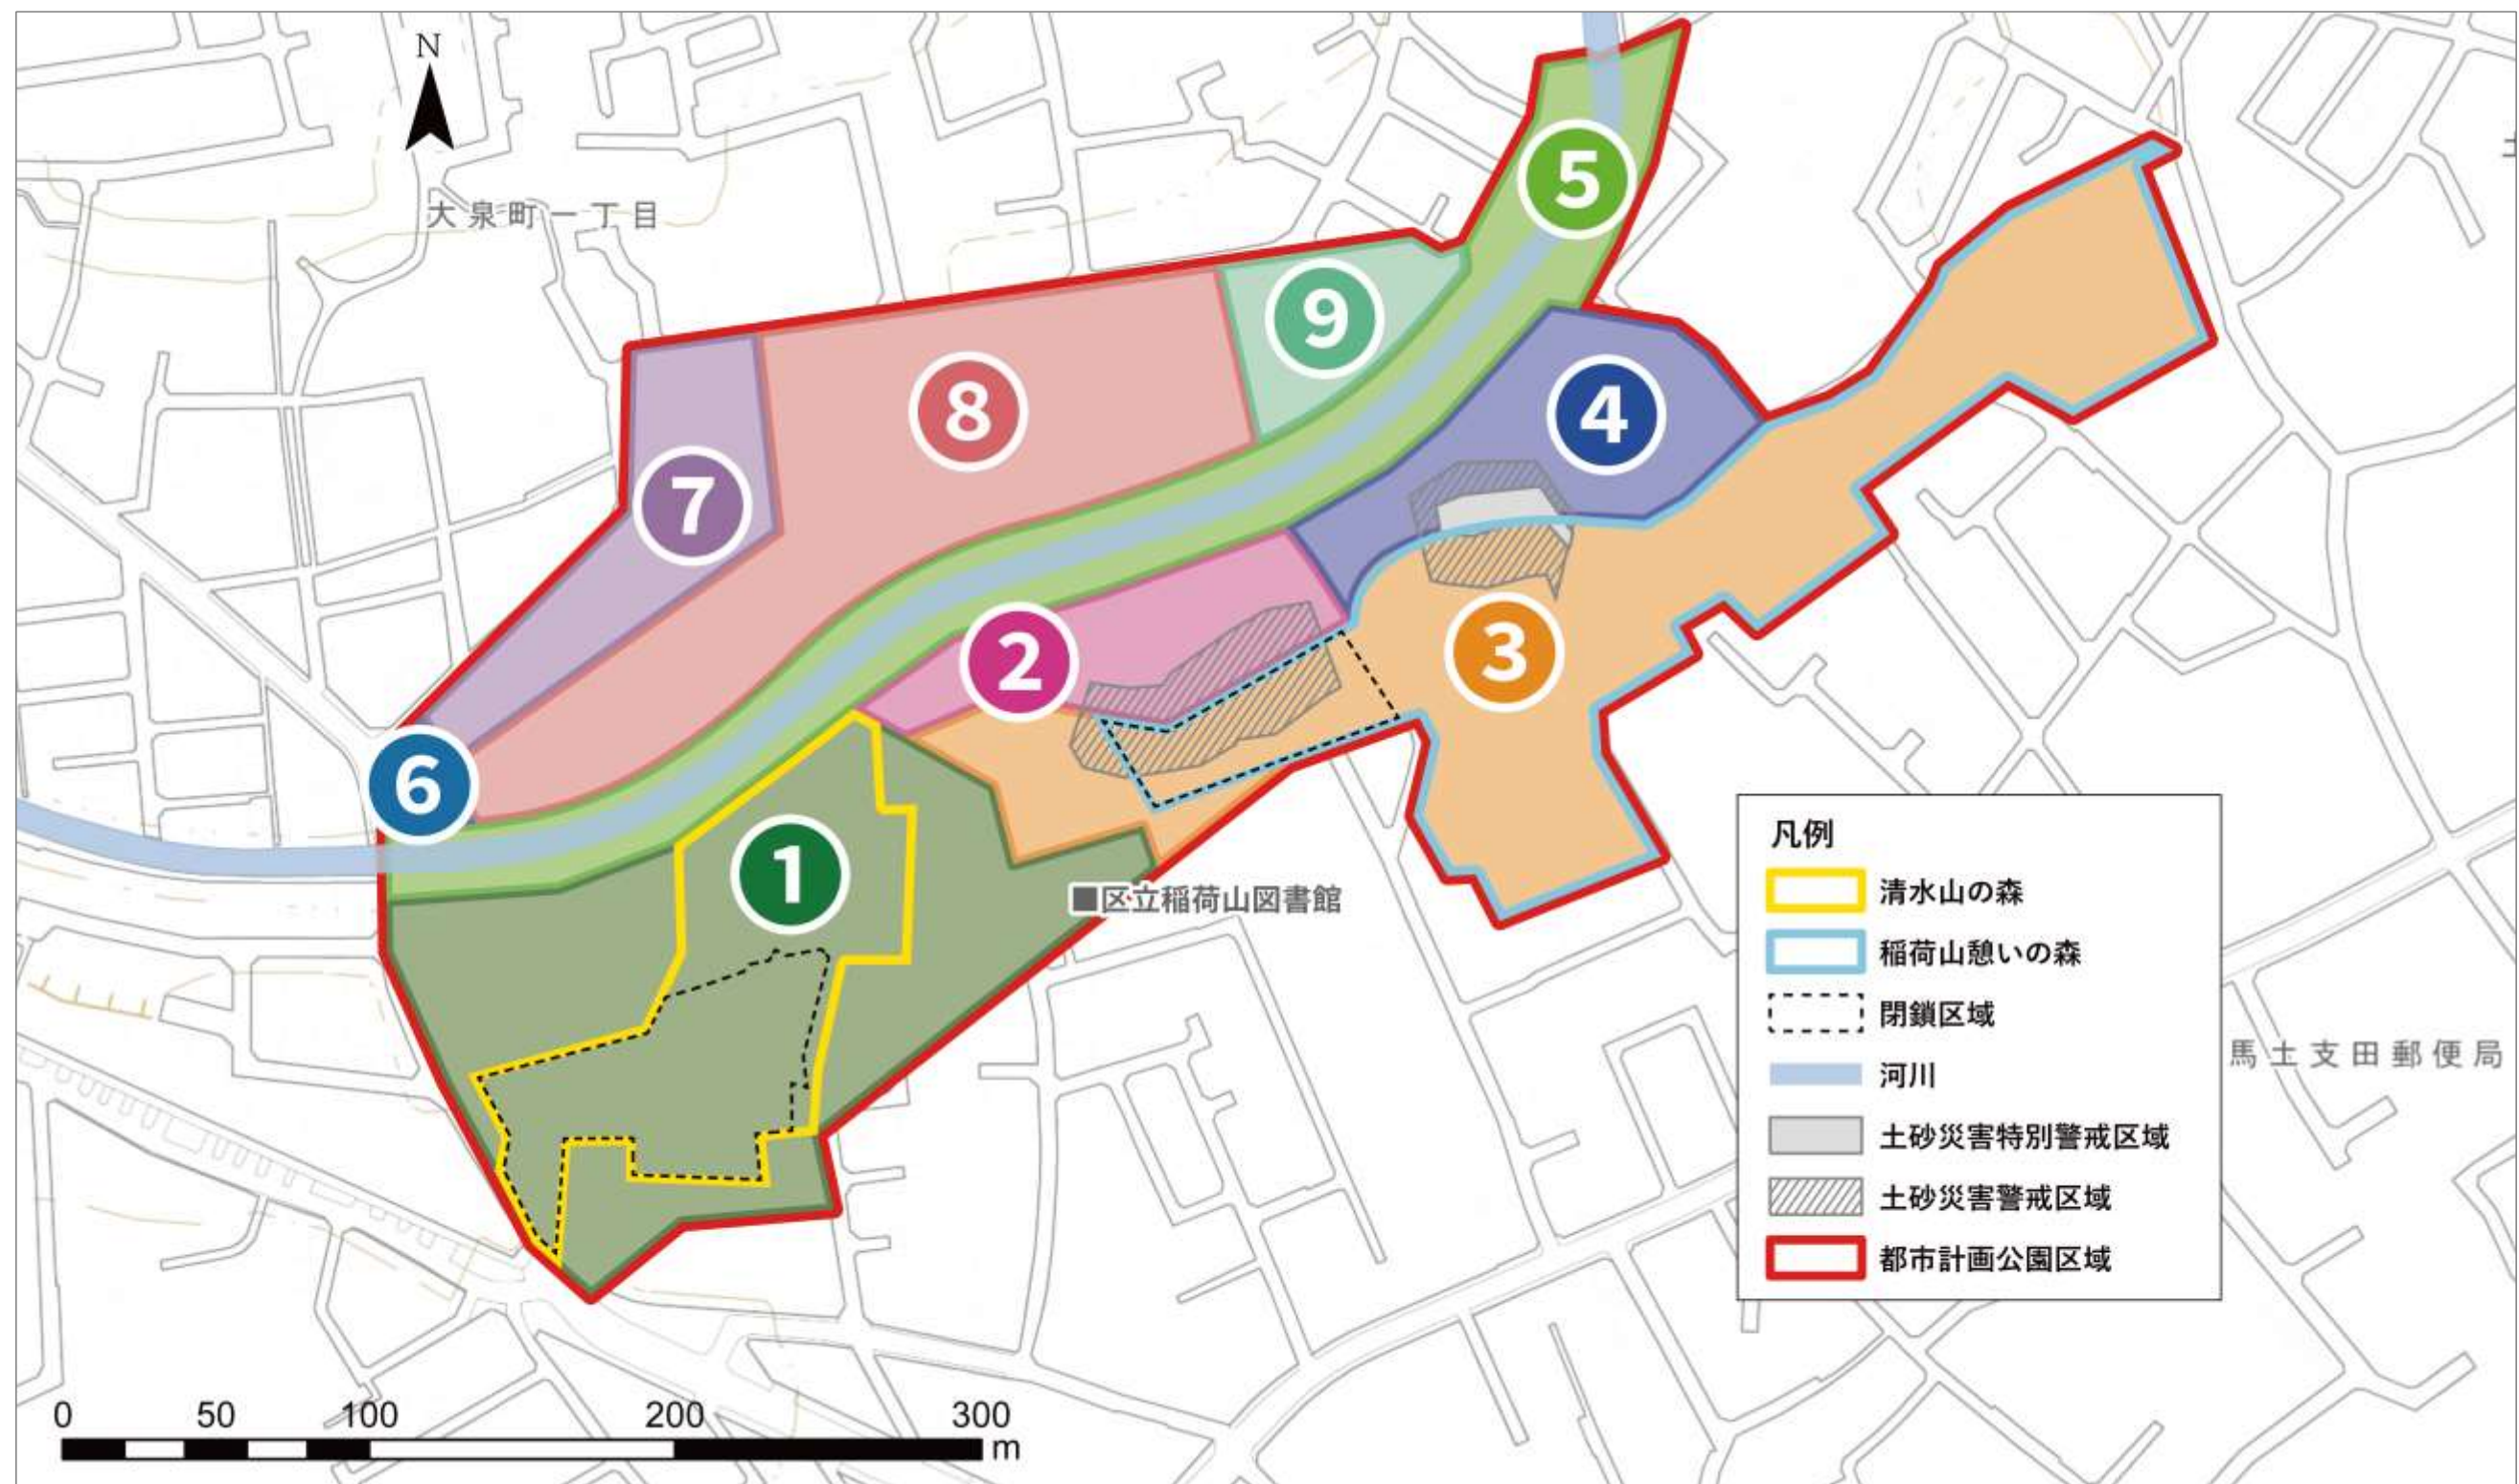 N
大泉町一丁目
5
9
4
8
7
2
3
6
1
■区立稲荷山図書館
凡例
清水山の森
稲荷山憩いの森
閉鎖区域
河川
土砂災害特別警戒区域
土砂災害警戒区域
都市計画公園区域
馬土支田郵便局
0 50 100 200 300
m